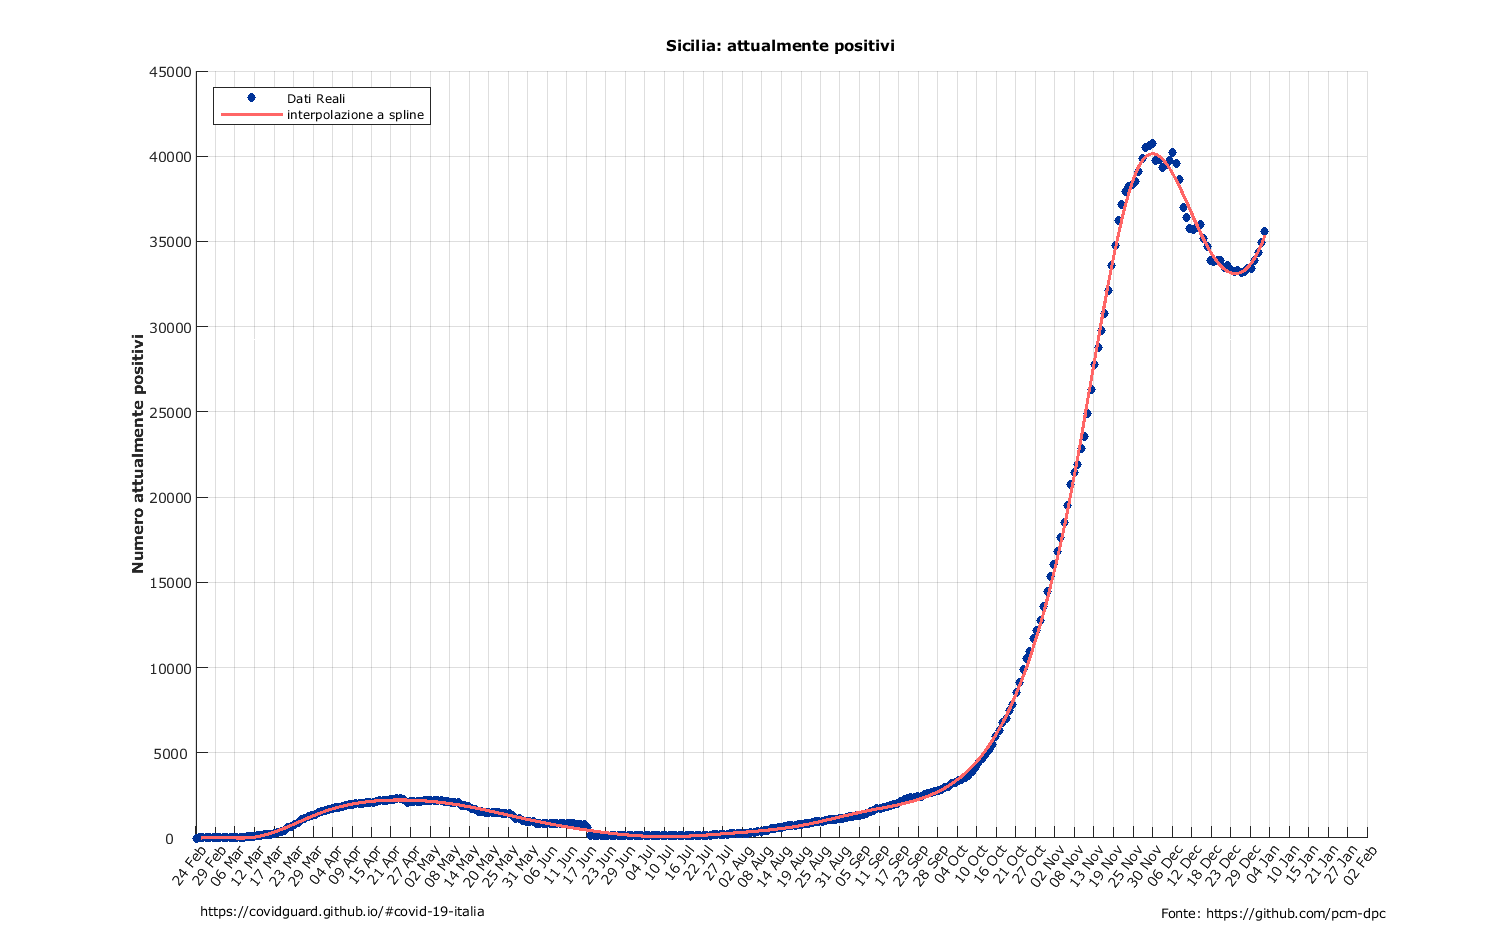 Sicilia: attualmente positivi
Dati Reali
interpolazione a spline
Numero attualmente positivi
45000
40000
35000
30000
25000
20000
15000
10000
5000
0
24 Feb
29 Feb
06 Mar
12 Mar
17 Mar
23 Mar
29 Mar
04 Apr
09 Apr
15 Apr
21 Apr
27 Apr
02 May
08 May
14 May
20 May
25 May
31 May
06 Jun
11 Jun
17 Jun
23 Jun
29 Jun
04 Jul
10 Jul
16 Jul
22 Jul
27 Jul
02 Aug
08 Aug
14 Aug
19 Aug
25 Aug
31 Aug
05 Sep
11 Sep
17 Sep
23 Sep
28 Sep
04 Oct
10 Oct
16 Oct
21 Oct
27 Oct
02 Nov
08 Nov
13 Nov
19 Nov
25 Nov
30 Nov
06 Dec
12 Dec
18 Dec
23 Dec
29 Dec
04 Jan
10 Jan
15 Jan
21 Jan
27 Jan
02 Feb
https://covidguard.github.io/#covid-19-italia
Fonte: https://github.com/pcm-dpc